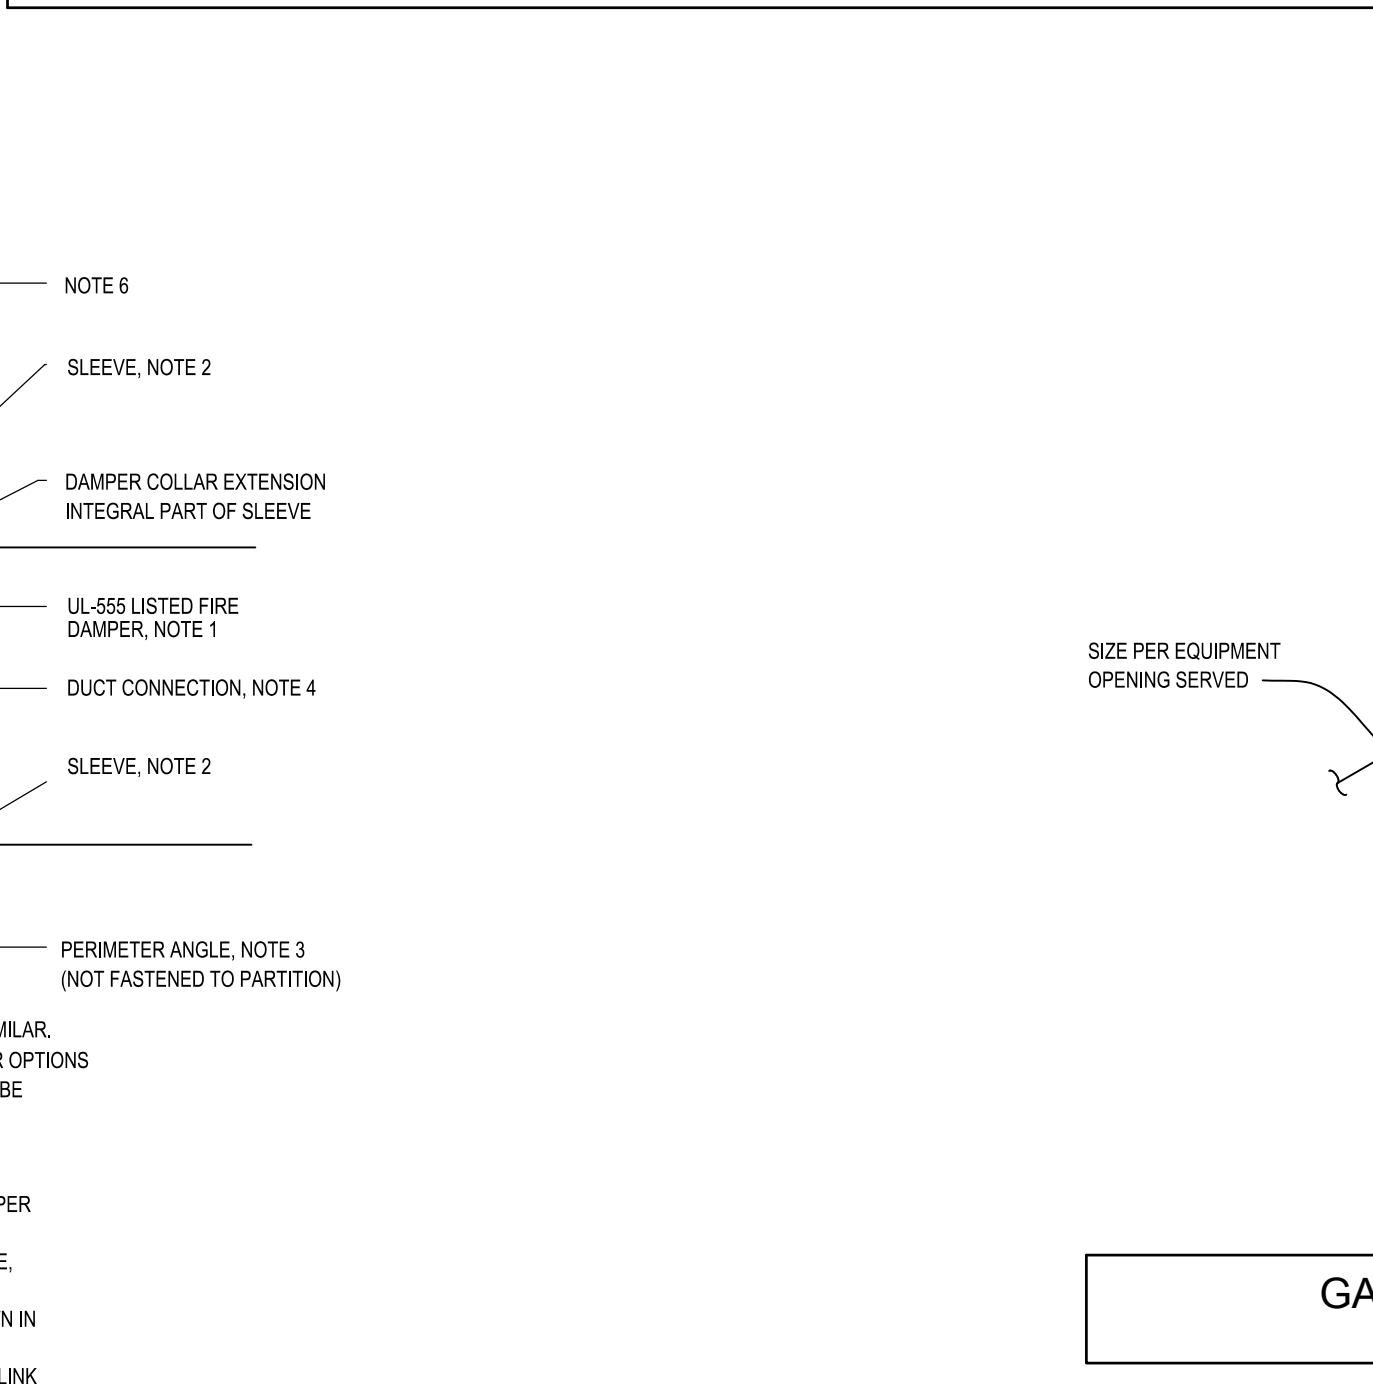 NOTE 6
SLEEVE, NOTE 2
DAMPER COLLAR EXTENSION
INTEGRAL PART OF SLEEVE
UL-555 LISTED FIRE
DAMPER, NOTE 1
DUCT CONNECTION, NOTE 4
SLEEVE, NOTE 2
PERIMETER ANGLE, NOTE 3
(NOT FASTENED TO PARTITION)
MILAR.
R OPTIONS
BE
PER
E,
N IN
LINK
SIZE PER EQUIPMENT
OPENING SERVED
GA